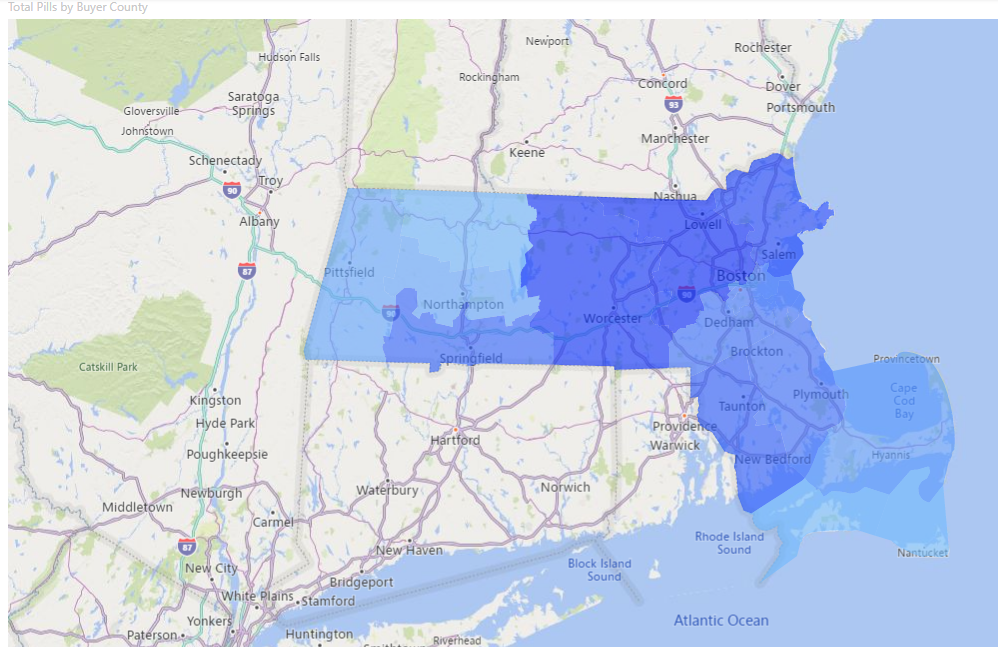 Total Pills by Buyer County
Newport
Rochester
Hudson Falls
Rockingham
Concord
Dover
93
Saratoga
Springs
Gloversville
Portsmouth
Johnstown
Manchester
Keene
Schenectady
Troy
90
Nashua
Albany
Lowell
Salem
87
Pittsfield
Boston
90
Northampton
Worcester
Dedham
Springfield
Brockton
Provincetown
Catskill Park
Cape
Cod
Bay
Plymouth
Kingston
Taunton
Hyde Park
Providence
Hartford
Warwick
Poughkeepsie
Hyannis
New Bedford
Waterbury
Norwich
Newburgh
Middletown
Carmel
Rhode Island
Sound
87
New Haven
Nantucket
New City
Block Island
Sound
Bridgeport
White Plains
Stamford
Yonkers
Atlantic Ocean
Paterson
Huntington
Riverhead